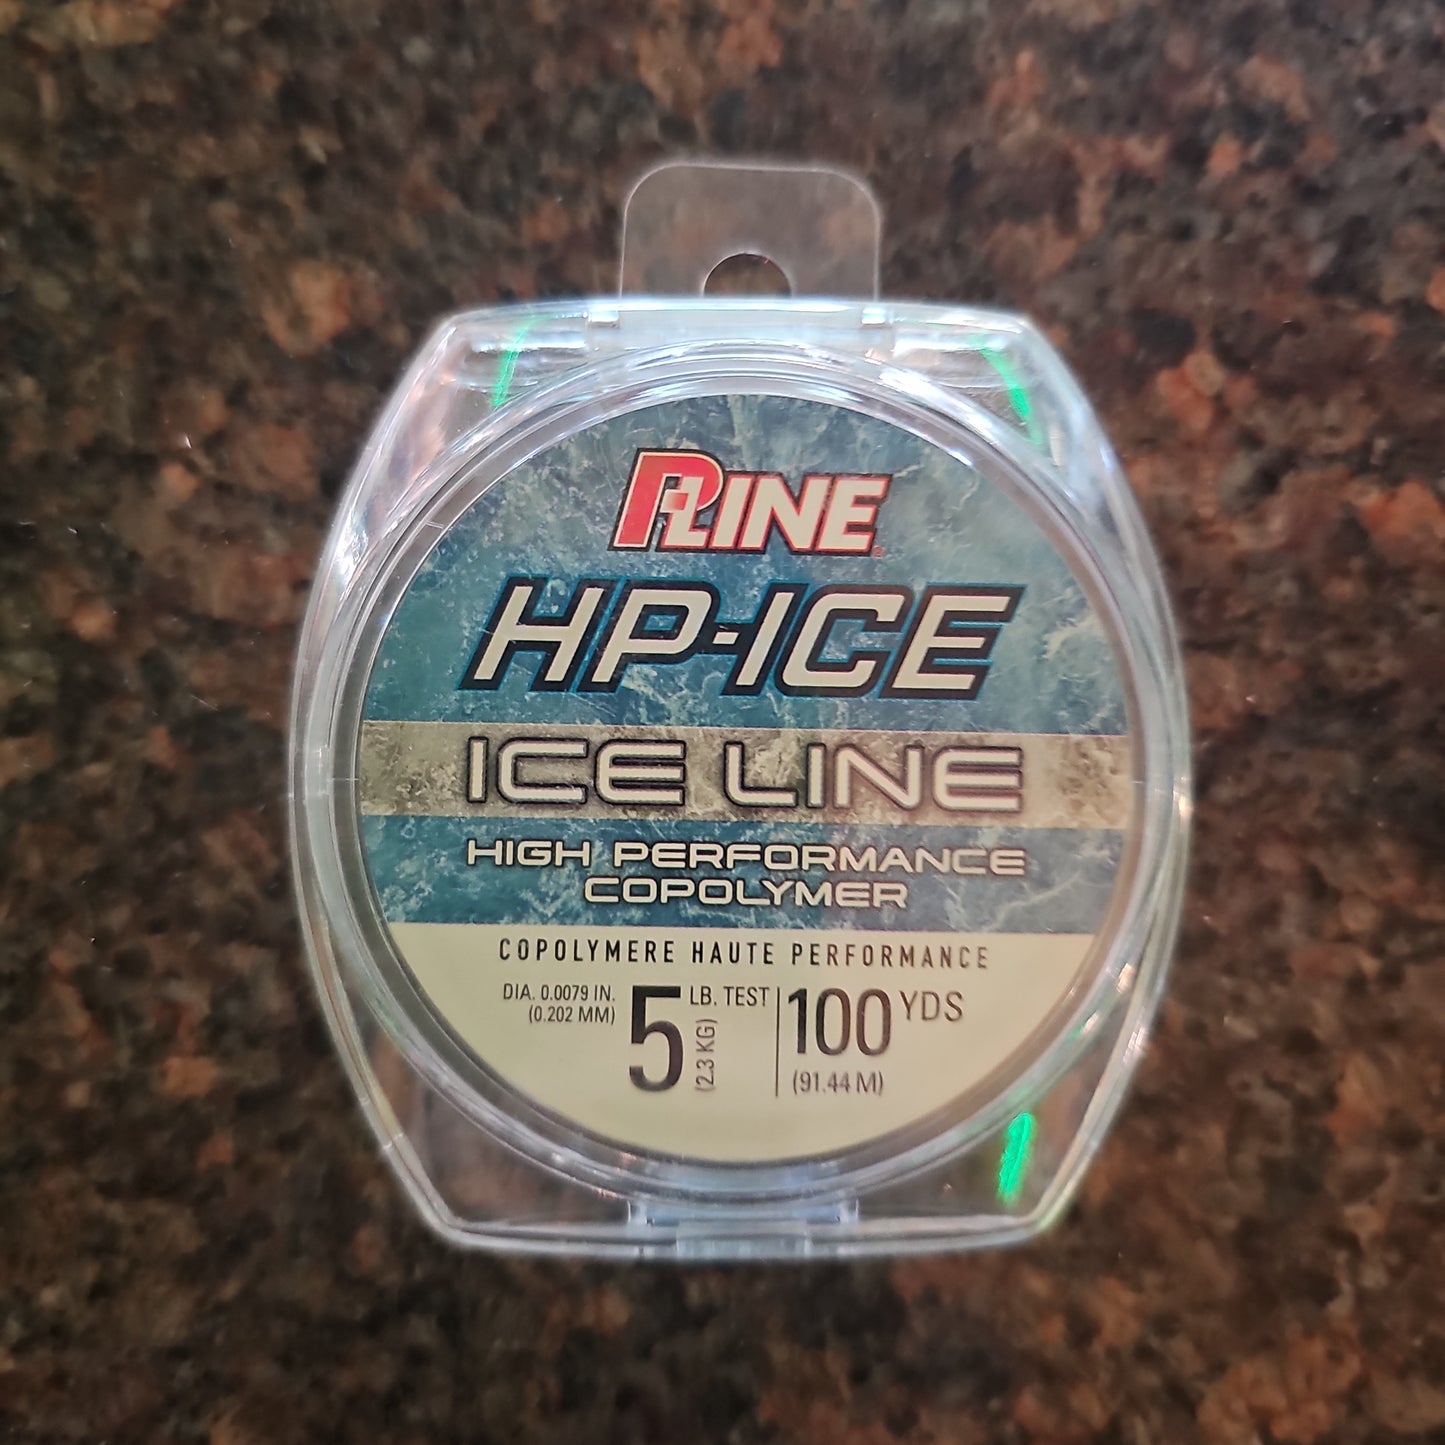 P-LINE®
HP-ICE
ICE LINE
HIGH PERFORMANCE
COPOLYMER
COPOLYMERE HAUTE PERFORMANCE
DIA. 0.0079 IN.
(0.202 MM)
5 LB. TEST
(2.3 KG)
100 YDS
(91.44 M)